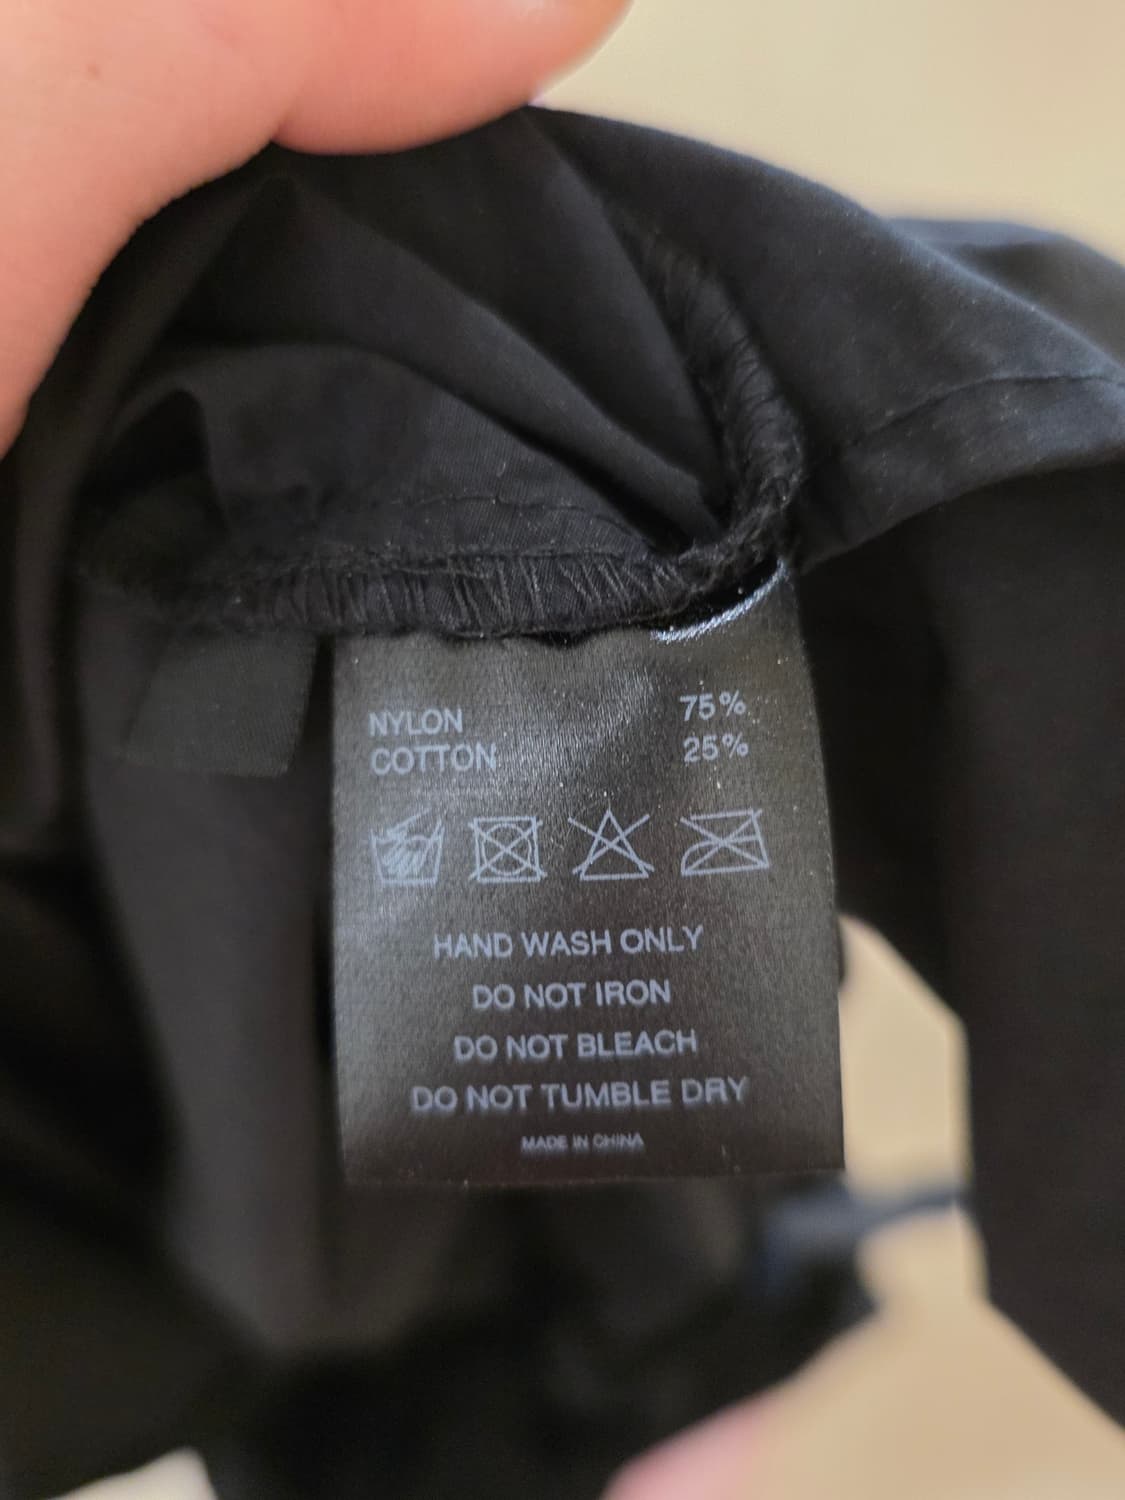 NYLON 75%
COTTON 25%
HAND WASH ONLY
DO NOT IRON
DO NOT BLEACH
DO NOT TUMBLE DRY
MADE IN CHINA